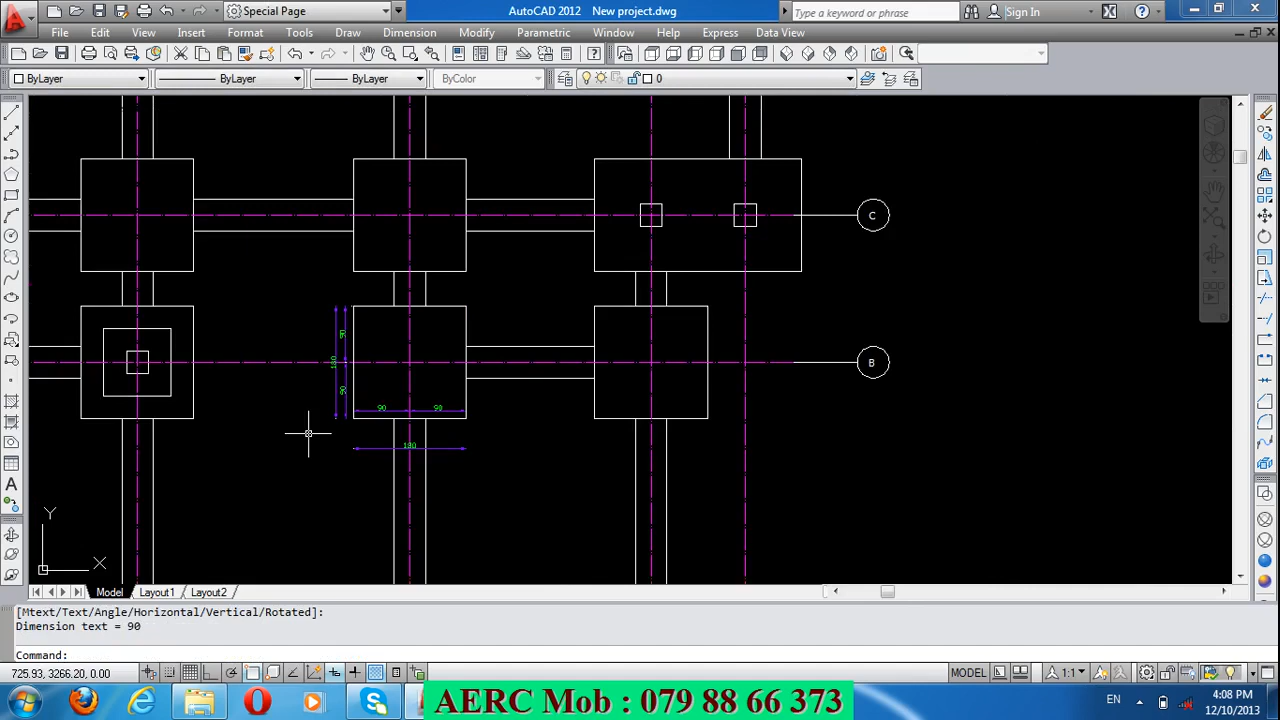 AutoCAD 2012 New project.dwg
Special Page
Type a keyword or phrase
Sign In
File Edit View Insert Format Tools Draw Dimension Modify Parametric Window Help Express Data View
ByLayer
ByLayer
ByLayer
ByColor
0
C
90
180
90
B
90 90
180
Y
X
Model Layout1 Layout2
[Mtext/Text/Angle/Horizontal/Vertical/Rotated]:
Dimension text = 90
Command:
725.93, 3266.20, 0.00
MODEL
1:1
AERC Mob : 079 88 66 373
EN
4:08 PM
12/10/2013